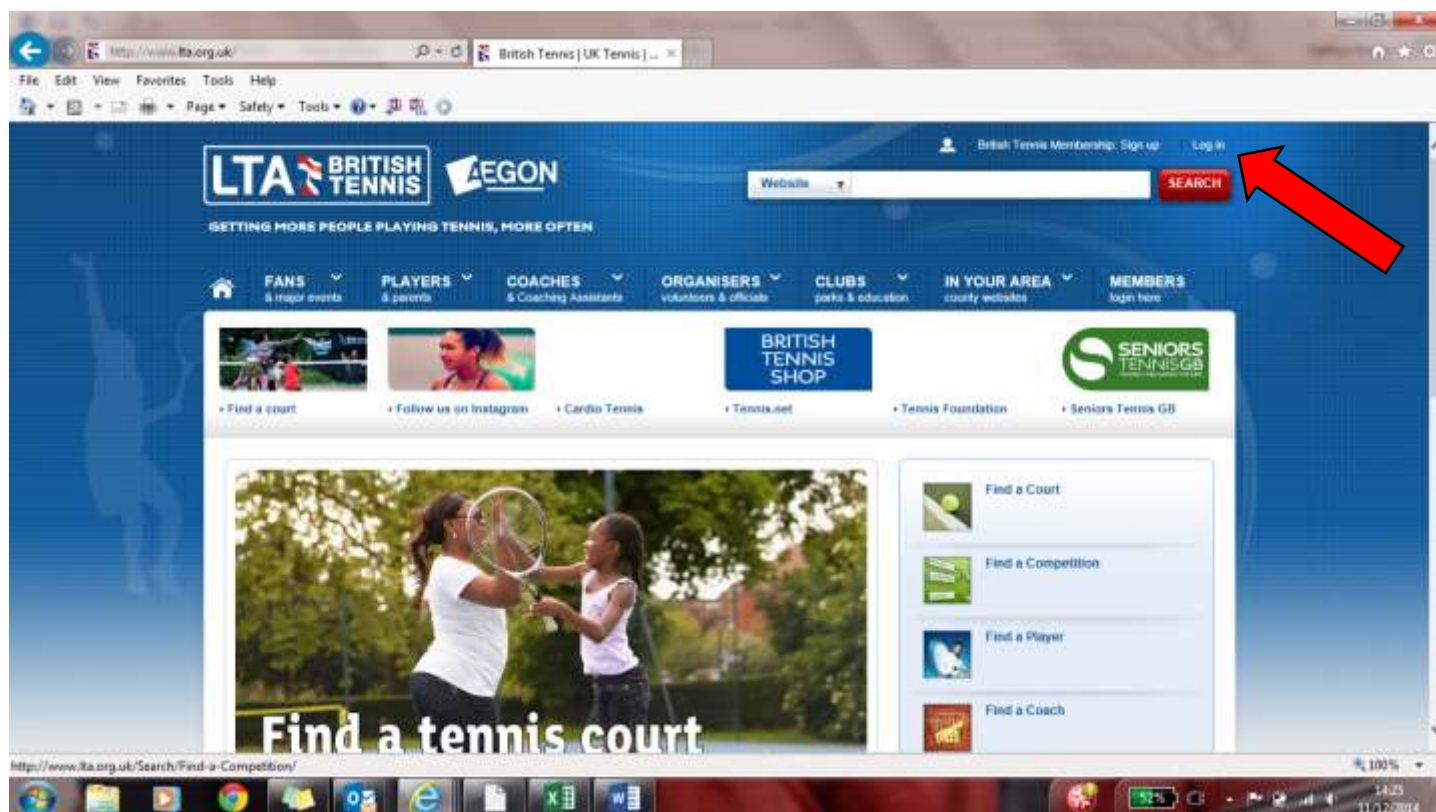 http://www.lta.org.uk/
British Tennis | UK Tennis | ...
File Edit View Favorites Tools Help
Page Safety Tools
British Tennis Membership: Sign up Log in
LTA BRITISH TENNIS AEGON
Website SEARCH
GETTING MORE PEOPLE PLAYING TENNIS, MORE OFTEN
FANS PLAYERS COACHES ORGANISERS CLUBS IN YOUR AREA MEMBERS
& major events & parents & Coaching Assistants volunteers & officials parks & education county websites login here
BRITISH
TENNIS
SHOP
SENIORS
TENNISGB
Find a court Follow us on Instagram Cardio Tennis Tennis.net Tennis Foundation Seniors Tennis GB
Find a Court
Find a Competition
Find a Player
Find a Coach
Find a tennis court
http://www.lta.org.uk/Search/Find-a-Competition/
100%
52%
14:25
11/12/2014